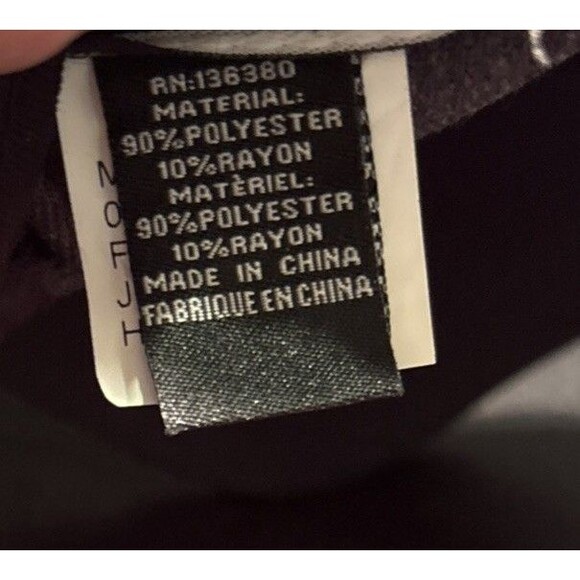 RN:136380
MATERIAL:
90%POLYESTER
10%RAYON
MATÈRIEL:
90%POLYESTER
10%RAYON
MADE IN CHINA
FABRIQUE EN CHINA